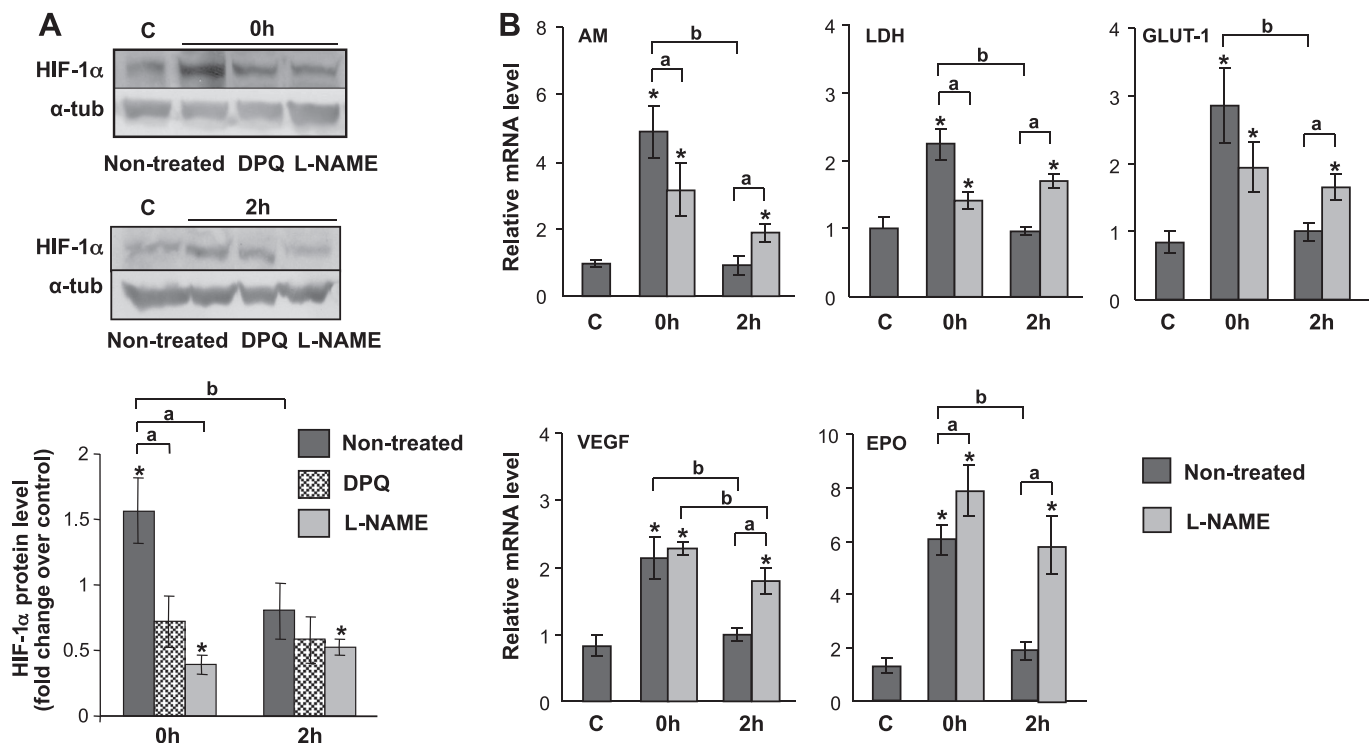 A
C 0h
HIF-1α
α-tub
Non-treated DPQ L-NAME
C 2h
HIF-1α
α-tub
Non-treated DPQ L-NAME
HIF-1α protein level
(fold change over control)
2
1.5
1
0.5
0
b
a
a
*
*
*
0h 2h
Non-treated
DPQ
L-NAME
B
AM
Relative mRNA level
8
6
4
2
0
b
a
*
*
a
*
C 0h 2h
LDH
4
3
2
1
0
b
a
*
*
a
*
C 0h 2h
GLUT-1
4
3
2
1
0
b
*
*
a
*
C 0h 2h
VEGF
Relative mRNA level
4
3
2
1
0
b
b
* *
a
*
C 0h 2h
EPO
10
8
6
4
2
0
b
a
*
*
a
*
C 0h 2h
Non-treated
L-NAME